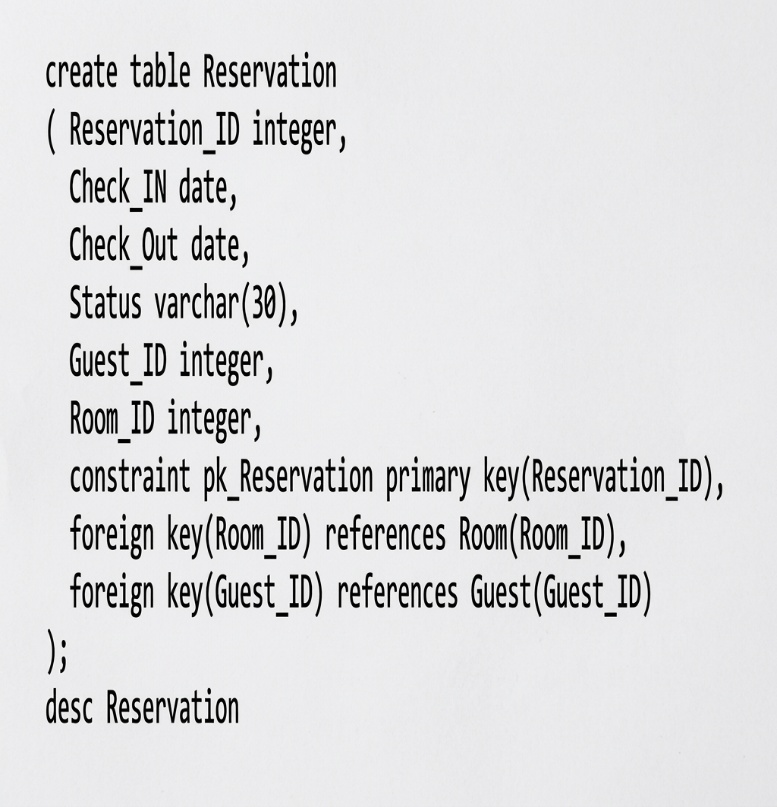 create table Reservation
( Reservation_ID integer,
Check_IN date,
Check_Out date,
Status varchar(30),
Guest_ID integer,
Room_ID integer,
constraint pk_Reservation primary key(Reservation_ID),
foreign key(Room_ID) references Room(Room_ID),
foreign key(Guest_ID) references Guest(Guest_ID)
);
desc Reservation